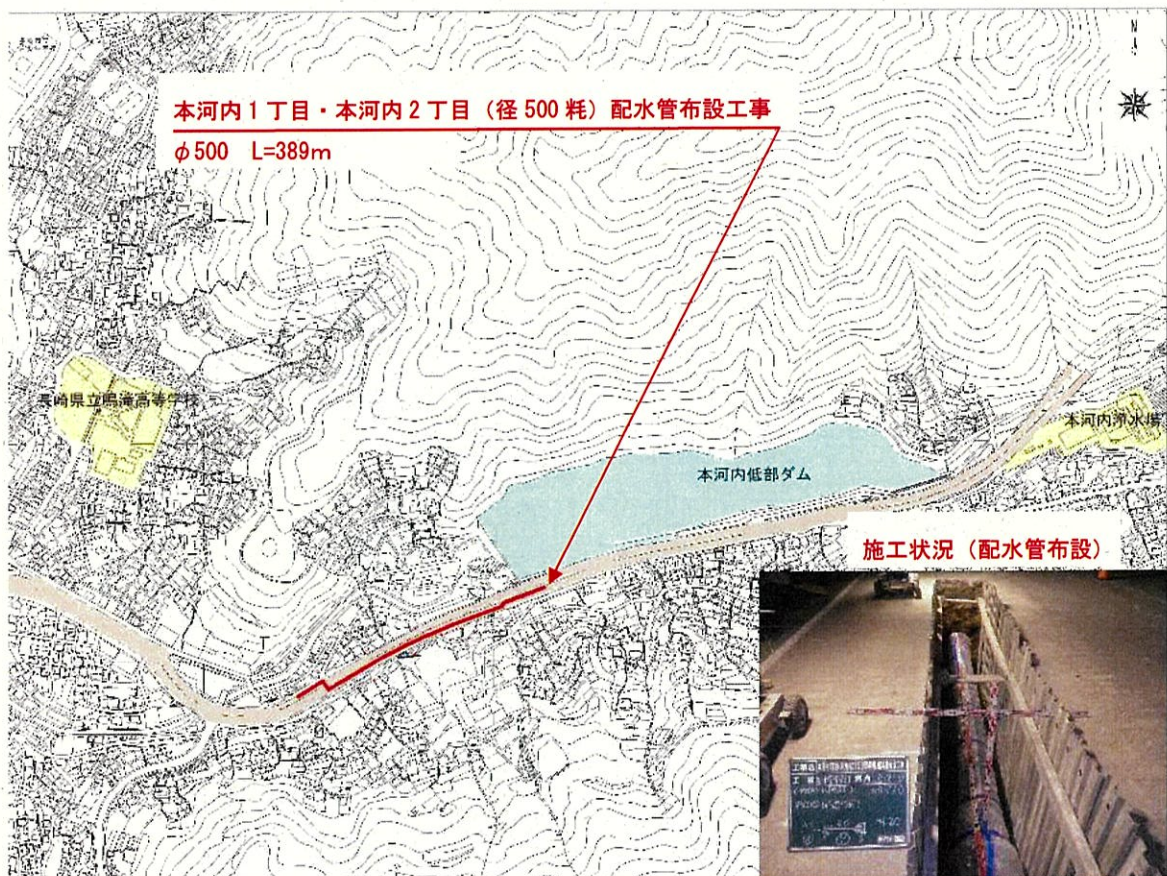 N
本河内1丁目・本河内2丁目（径500粍）配水管布設工事
φ500 L=389m
長崎県立鳴滝高等学校
本河内浄水場
本河内低部ダム
施工状況（配水管布設）